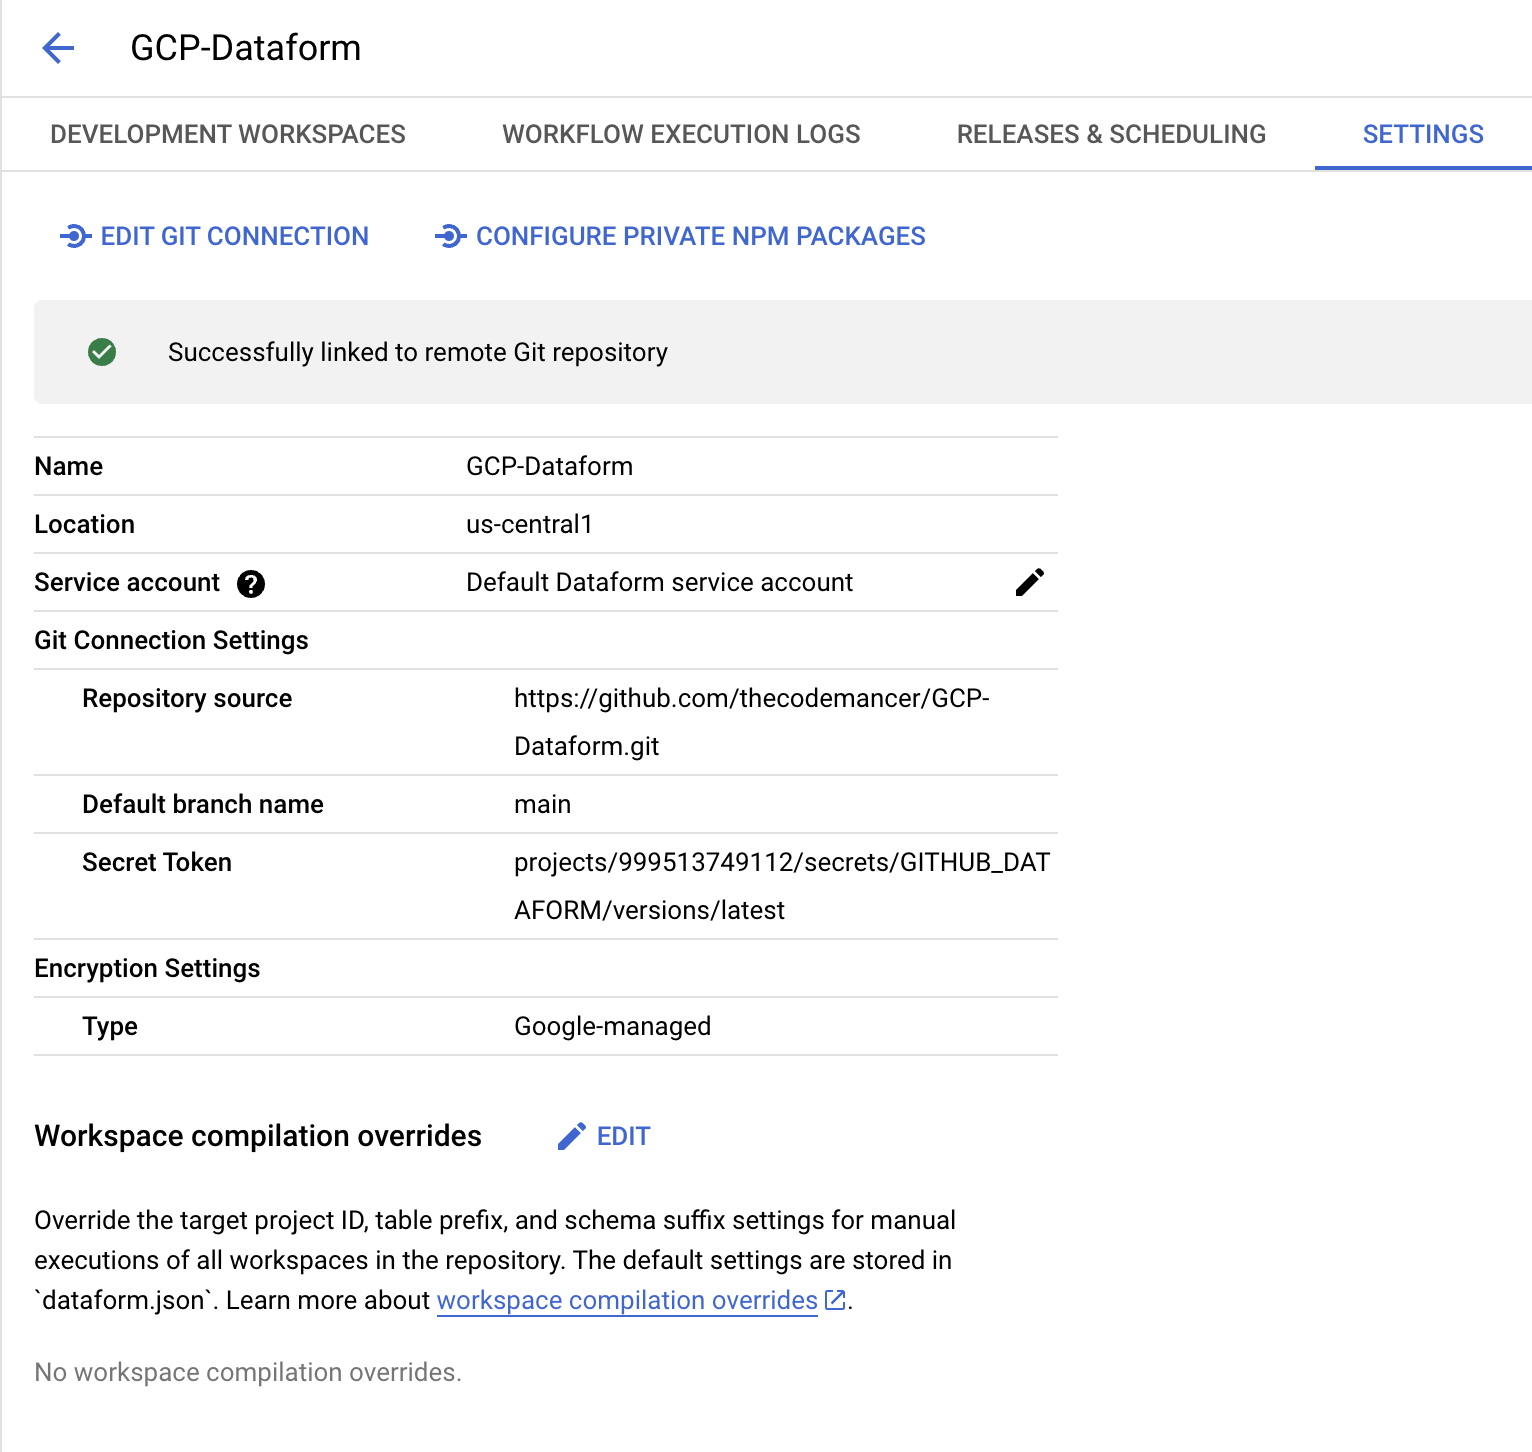 GCP-Dataform
DEVELOPMENT WORKSPACES WORKFLOW EXECUTION LOGS RELEASES & SCHEDULING SETTINGS
EDIT GIT CONNECTION CONFIGURE PRIVATE NPM PACKAGES
Successfully linked to remote Git repository
Name GCP-Dataform
Location us-central1
Service account Default Dataform service account
Git Connection Settings
Repository source https://github.com/thecodemancer/GCP-
Dataform.git
Default branch name main
Secret Token projects/999513749112/secrets/GITHUB_DAT
AFORM/versions/latest
Encryption Settings
Type Google-managed
Workspace compilation overrides EDIT
Override the target project ID, table prefix, and schema suffix settings for manual
executions of all workspaces in the repository. The default settings are stored in
`dataform.json`. Learn more about workspace compilation overrides.
No workspace compilation overrides.